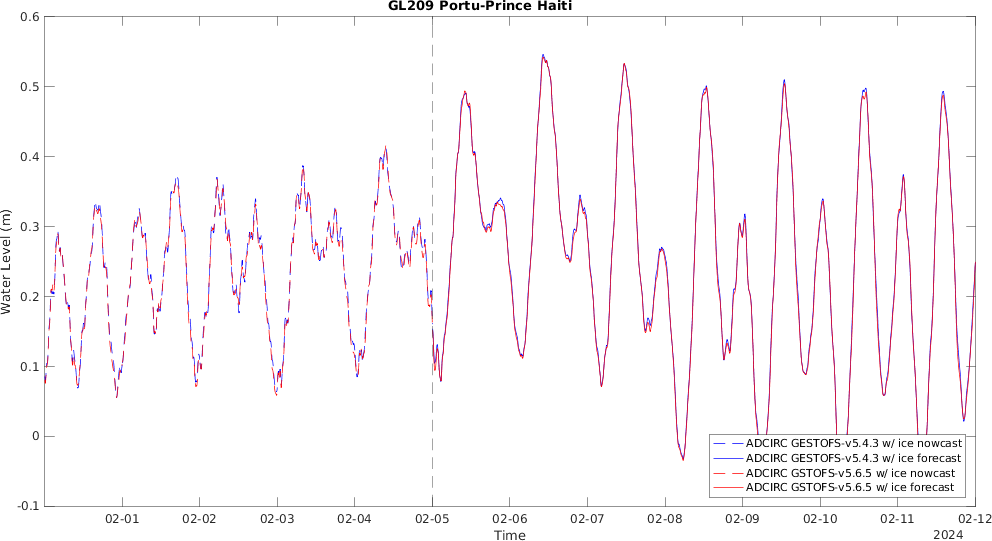 GL209 Portu-Prince Haiti
0.6
0.5
0.4
0.3
0.2
0.1
0
-0.1
Water Level (m)
ADCIRC GESTOFS-v5.4.3 w/ ice nowcast
ADCIRC GESTOFS-v5.4.3 w/ ice forecast
ADCIRC GSTOFS-v5.6.5 w/ ice nowcast
ADCIRC GSTOFS-v5.6.5 w/ ice forecast
02-01 02-02 02-03 02-04 02-05 02-06 02-07 02-08 02-09 02-10 02-11 02-12
Time
2024